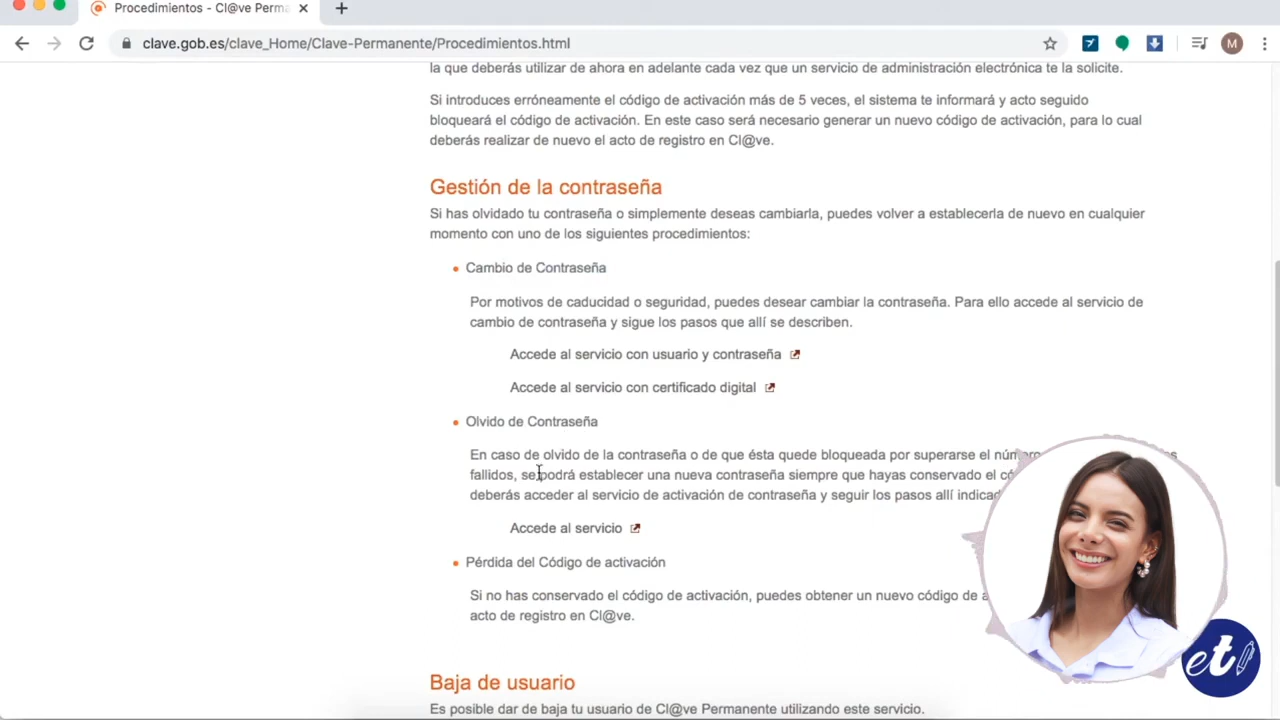 Procedimientos - Cl@ve Perma
clave.gob.es/clave_Home/Clave-Permanente/Procedimientos.html
M
la que deberás utilizar de ahora en adelante cada vez que un servicio de administración electrónica te la solicite.
Si introduces erróneamente el código de activación más de 5 veces, el sistema te informará y acto seguido
bloqueará el código de activación. En este caso será necesario generar un nuevo código de activación, para lo cual
deberás realizar de nuevo el acto de registro en Cl@ve.
Gestión de la contraseña
Si has olvidado tu contraseña o simplemente deseas cambiarla, puedes volver a establecerla de nuevo en cualquier
momento con uno de los siguientes procedimientos:
Cambio de Contraseña
Por motivos de caducidad o seguridad, puedes desear cambiar la contraseña. Para ello accede al servicio de
cambio de contraseña y sigue los pasos que allí se describen.
Accede al servicio con usuario y contraseña
Accede al servicio con certificado digital
Olvido de Contraseña
En caso de olvido de la contraseña o de que ésta quede bloqueada por superarse el
fallidos, se podrá establecer una nueva contraseña siempre que hayas conservado el
deberás acceder al servicio de activación de contraseña y seguir los pasos allí
Accede al servicio
Pérdida del Código de activación
Si no has conservado el código de activación, puedes obtener un nuevo código de
acto de registro en Cl@ve.
et
Baja de usuario
Es posible dar de baja tu usuario de Cl@ve Permanente utilizando este servicio.